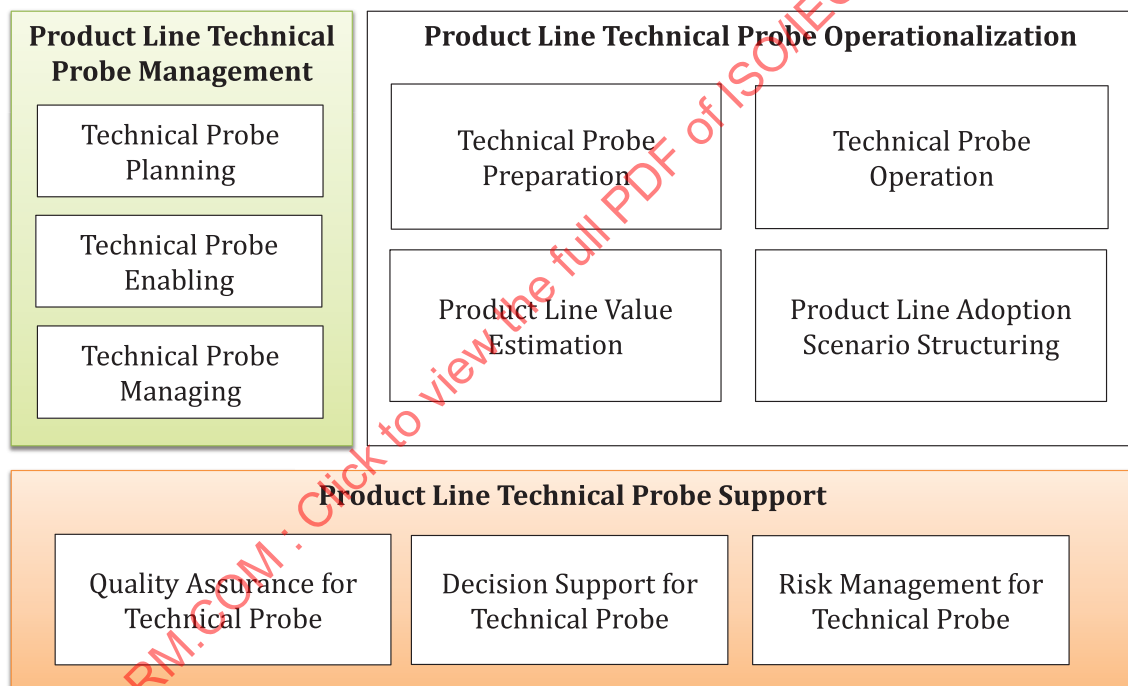 Product Line Technical
Probe Management
Technical Probe
Planning
Technical Probe
Enabling
Technical Probe
Managing
Product Line Technical Probe Operationalization
Technical Probe
Preparation
Technical Probe
Operation
Product Line Value
Estimation
Product Line Adoption
Scenario Structuring
Product Line Technical Probe Support
Quality Assurance for
Technical Probe
Decision Support for
Technical Probe
Risk Management for
Technical Probe
RM.COM : Click to view the full PDF of ISO/IEC